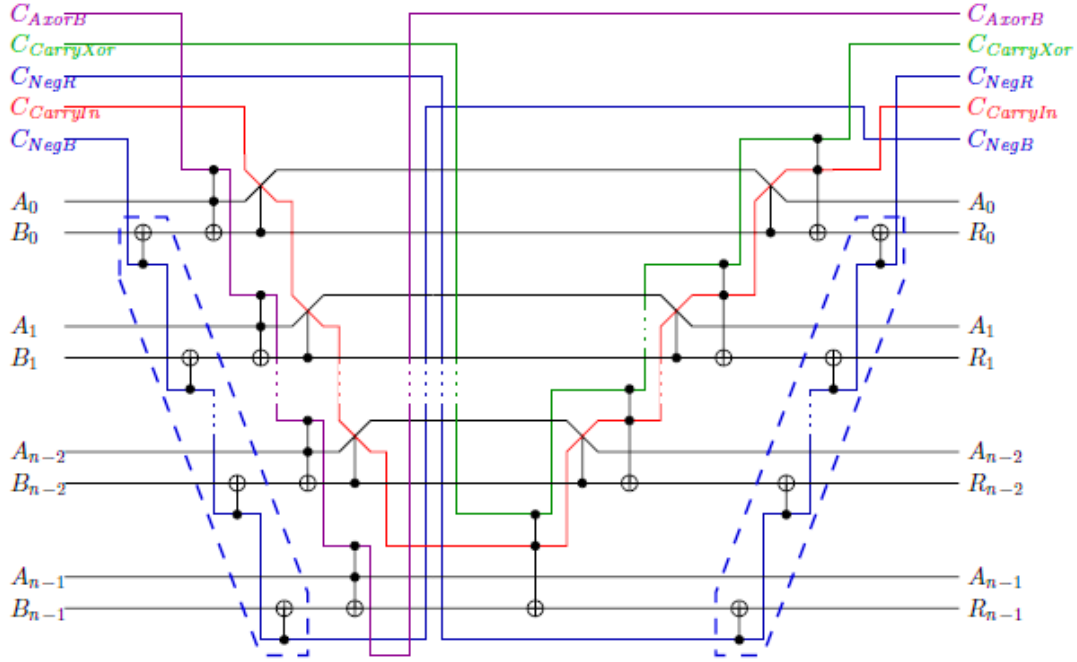 C_{AxorB} C_{AxorB}
C_{CarryXor} C_{CarryXor}
C_{NegR} C_{NegR}
C_{CarryIn} C_{CarryIn}
C_{NegB} C_{NegB}
A_0 A_0
B_0 R_0
A_1 A_1
B_1 R_1
A_{n-2} A_{n-2}
B_{n-2} R_{n-2}
A_{n-1} A_{n-1}
B_{n-1} R_{n-1}